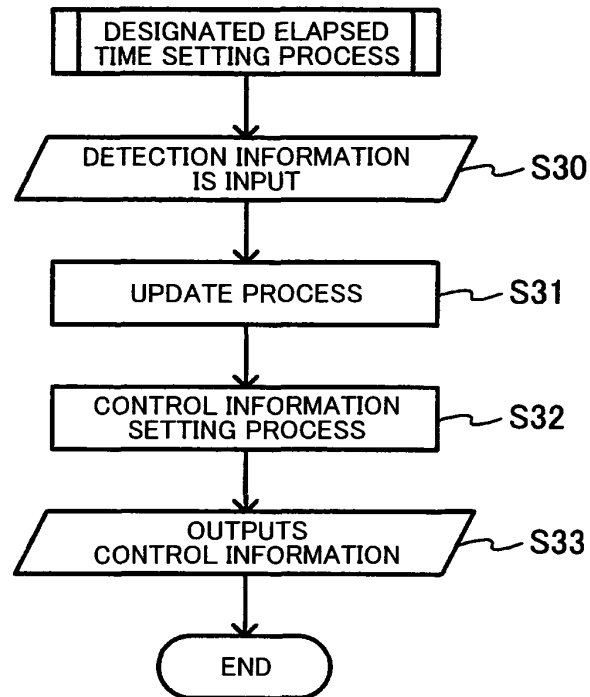 DESIGNATED ELAPSED
TIME SETTING PROCESS
DETECTION INFORMATION
IS INPUT
S30
UPDATE PROCESS
S31
CONTROL INFORMATION
SETTING PROCESS
S32
OUTPUTS
CONTROL INFORMATION
S33
END